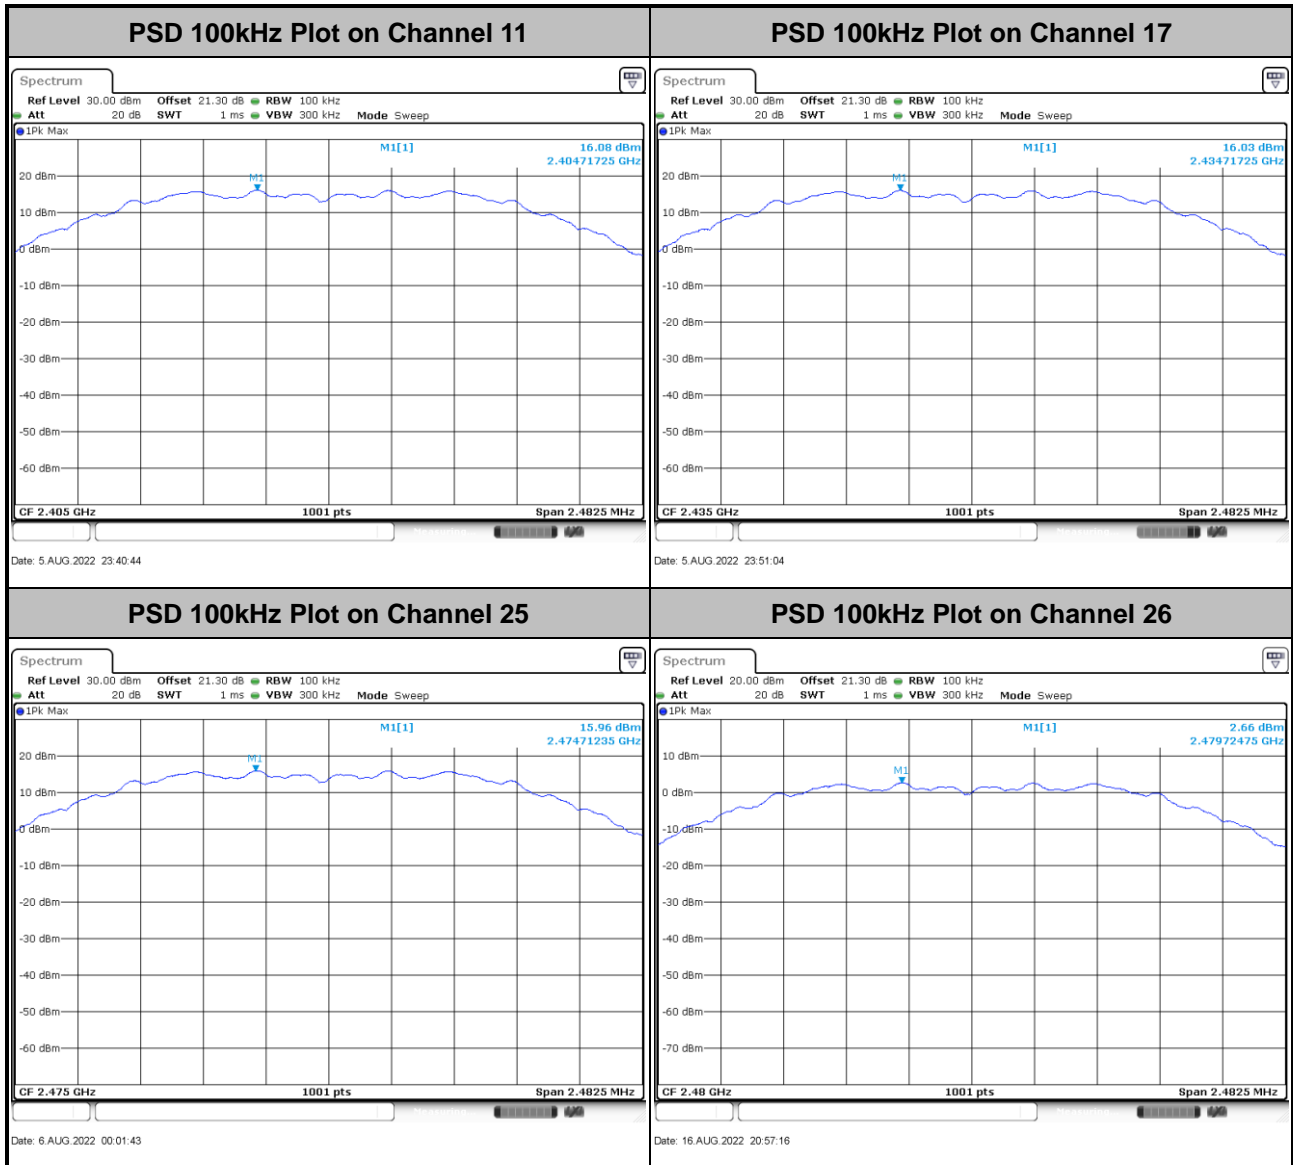 PSD 100kHz Plot on Channel 11
Spectrum
Ref Level 30.00 dBm Offset 21.30 dB RBW 100 kHz
Att 20 dB SWT 1 ms VBW 300 kHz Mode Sweep
1Pk Max
M1[1] 16.08 dBm
2.40471725 GHz
M1
20 dBm
10 dBm
0 dBm
-10 dBm
-20 dBm
-30 dBm
-40 dBm
-50 dBm
-60 dBm
CF 2.405 GHz 1001 pts Span 2.4825 MHz
Measuring
Date: 5.AUG.2022 23:40:44
PSD 100kHz Plot on Channel 17
Spectrum
Ref Level 30.00 dBm Offset 21.30 dB RBW 100 kHz
Att 20 dB SWT 1 ms VBW 300 kHz Mode Sweep
1Pk Max
M1[1] 16.03 dBm
2.43471725 GHz
M1
20 dBm
10 dBm
0 dBm
-10 dBm
-20 dBm
-30 dBm
-40 dBm
-50 dBm
-60 dBm
CF 2.435 GHz 1001 pts Span 2.4825 MHz
Measuring
Date: 5.AUG.2022 23:51:04
PSD 100kHz Plot on Channel 25
Spectrum
Ref Level 30.00 dBm Offset 21.30 dB RBW 100 kHz
Att 20 dB SWT 1 ms VBW 300 kHz Mode Sweep
1Pk Max
M1[1] 15.96 dBm
2.47471235 GHz
M1
20 dBm
10 dBm
0 dBm
-10 dBm
-20 dBm
-30 dBm
-40 dBm
-50 dBm
-60 dBm
CF 2.475 GHz 1001 pts Span 2.4825 MHz
Measuring
Date: 6.AUG.2022 00:01:43
PSD 100kHz Plot on Channel 26
Spectrum
Ref Level 20.00 dBm Offset 21.30 dB RBW 100 kHz
Att 20 dB SWT 1 ms VBW 300 kHz Mode Sweep
1Pk Max
M1[1] 2.66 dBm
2.47972475 GHz
M1
10 dBm
0 dBm
-10 dBm
-20 dBm
-30 dBm
-40 dBm
-50 dBm
-60 dBm
-70 dBm
CF 2.48 GHz 1001 pts Span 2.4825 MHz
Measuring
Date: 16.AUG.2022 20:57:16